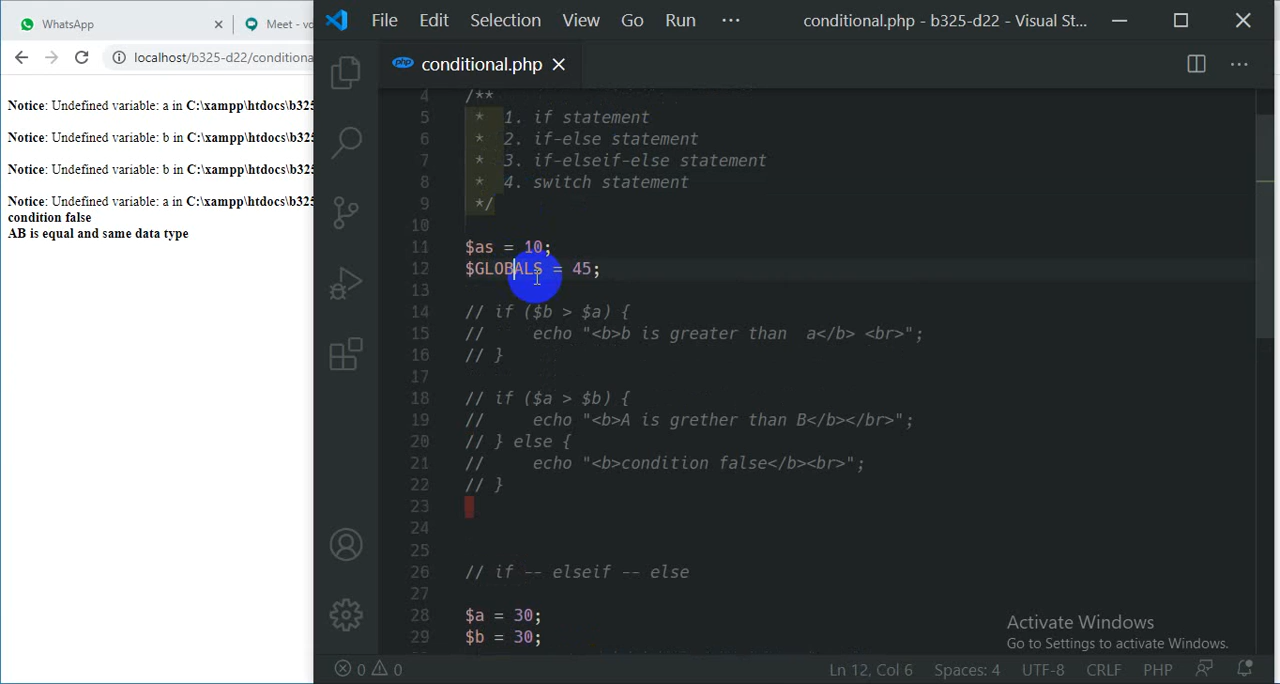 WhatsApp
Meet - vo
localhost/b325-d22/conditiona
Notice: Undefined variable: a in C:\xampp\htdocs\b325
Notice: Undefined variable: b in C:\xampp\htdocs\b325
Notice: Undefined variable: b in C:\xampp\htdocs\b325
Notice: Undefined variable: a in C:\xampp\htdocs\b325
condition false
AB is equal and same data type
File Edit Selection View Go Run ··· conditional.php - b325-d22 - Visual St...
php conditional.php
4 /**
5 * 1. if statement
6 * 2. if-else statement
7 * 3. if-elseif-else statement
8 * 4. switch statement
9 */
10
11 $as = 10;
12 $GLOBALS = 45;
13
14 // if ($b > $a) {
15 // echo "<b>b is greater than a</b> <br>";
16 // }
17
18 // if ($a > $b) {
19 // echo "<b>A is grether than B</b></br>";
20 // } else {
21 // echo "<b>condition false</b><br>";
22 // }
23
24
25
26 // if -- elseif -- else
27
28 $a = 30;
29 $b = 30;
Activate Windows
Go to Settings to activate Windows.
0 0 Ln 12, Col 6 Spaces: 4 UTF-8 CRLF PHP